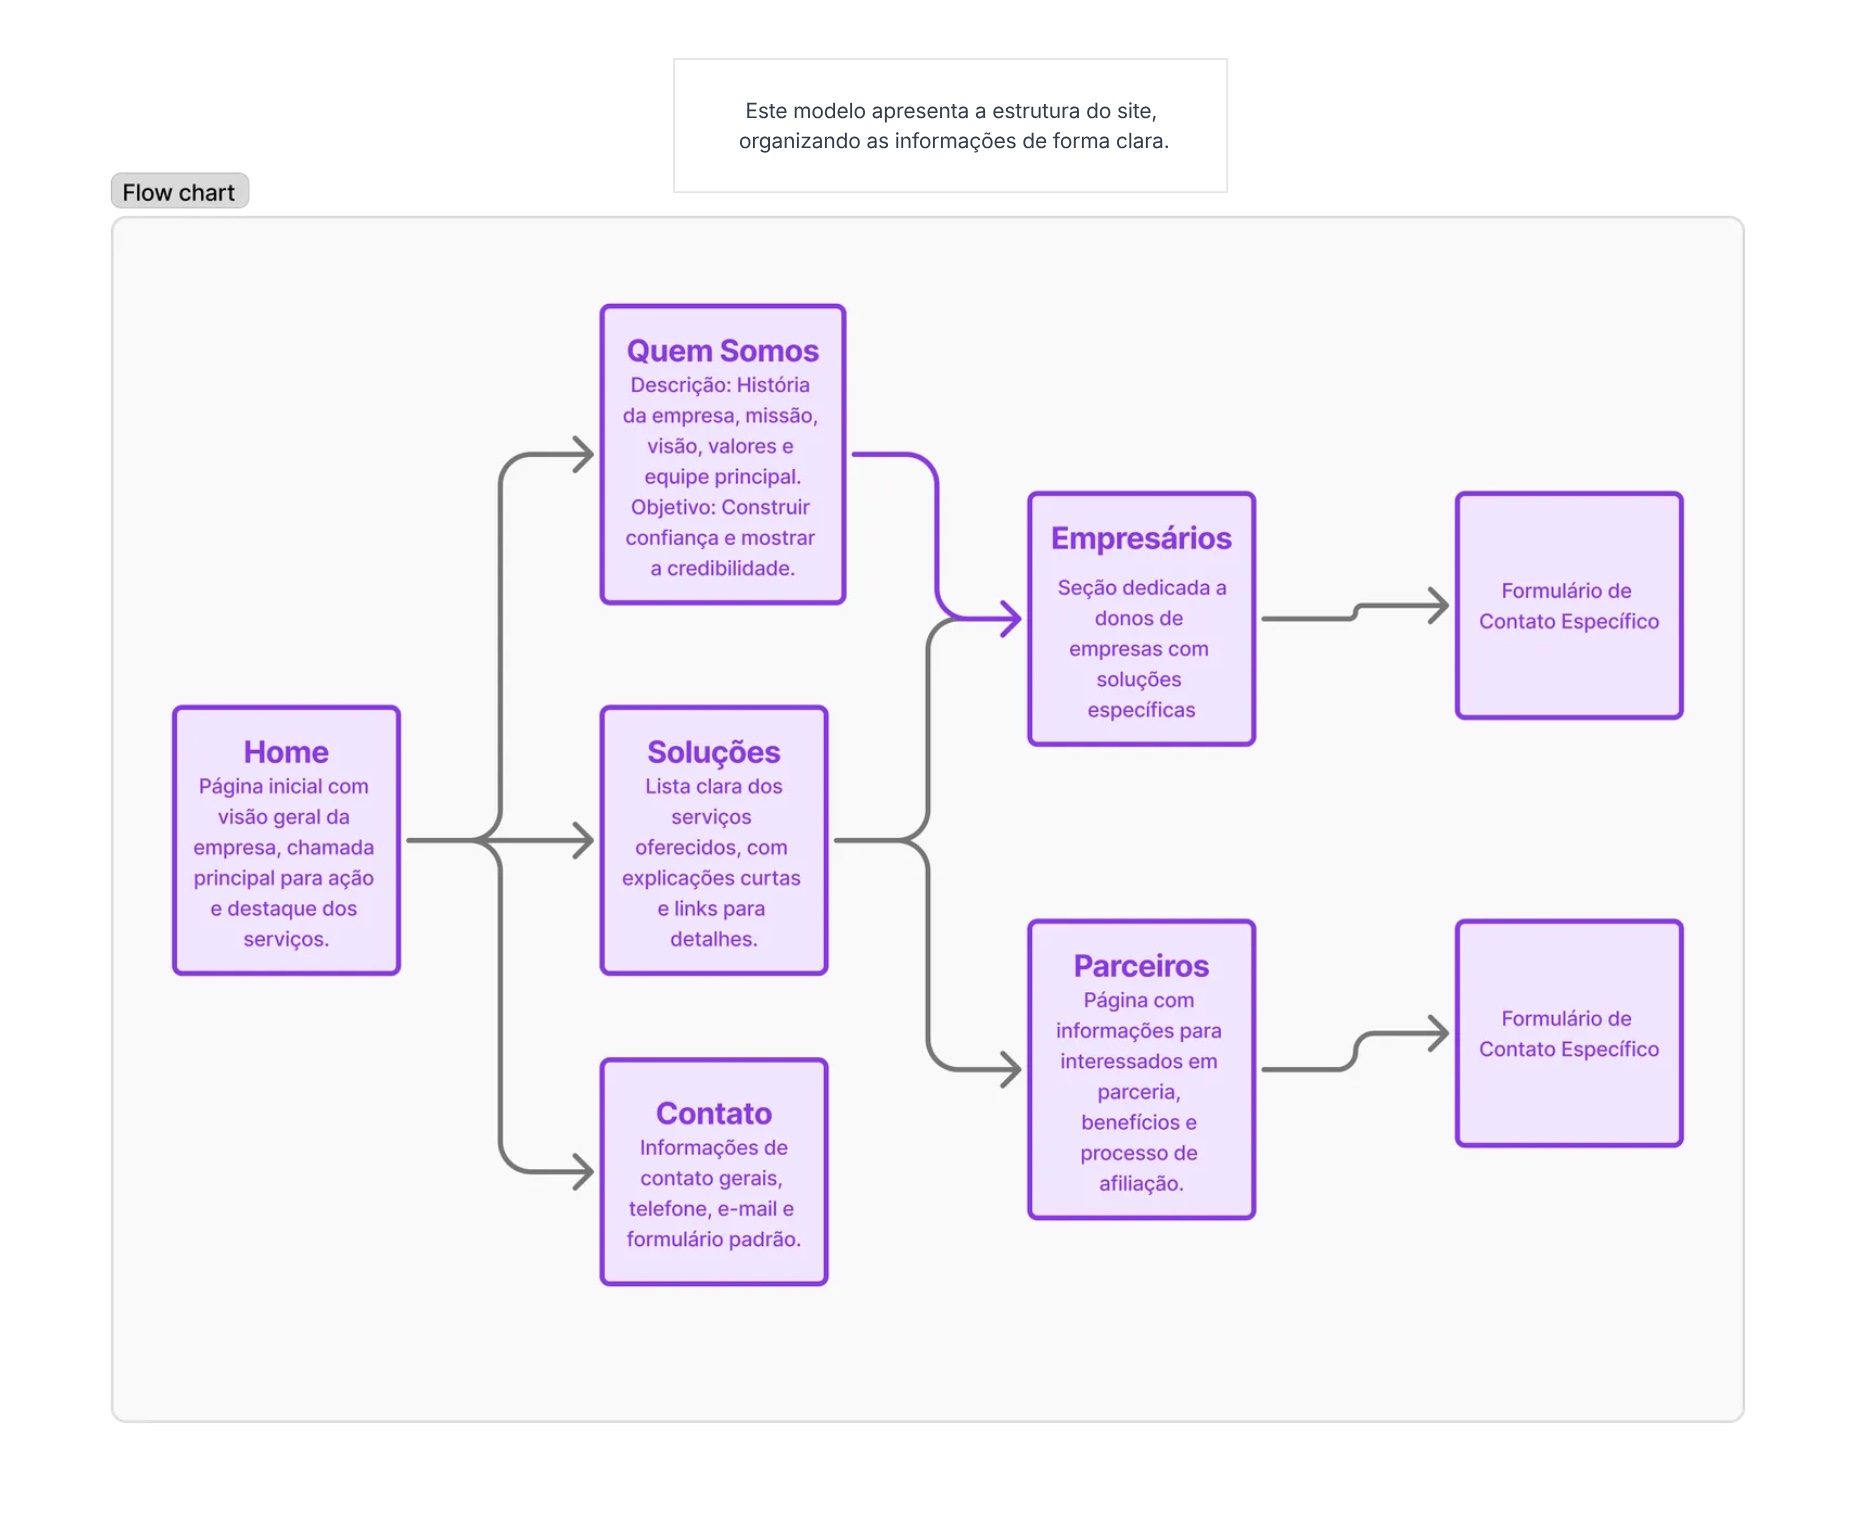 Este modelo apresenta a estrutura do site,
organizando as informações de forma clara.
Flow chart
Home
Página inicial com
visão geral da
empresa, chamada
principal para ação
e destaque dos
serviços.
Quem Somos
Descrição: História
da empresa, missão,
visão, valores e
equipe principal.
Objetivo: Construir
confiança e mostrar
a credibilidade.
Soluções
Lista clara dos
serviços
oferecidos, com
explicações curtas
e links para
detalhes.
Contato
Informações de
contato gerais,
telefone, e-mail e
formulário padrão.
Empresários
Seção dedicada a
donos de
empresas com
soluções
específicas
Parceiros
Página com
informações para
interessados em
parceria,
benefícios e
processo de
afiliação.
Formulário de
Contato Específico
Formulário de
Contato Específico